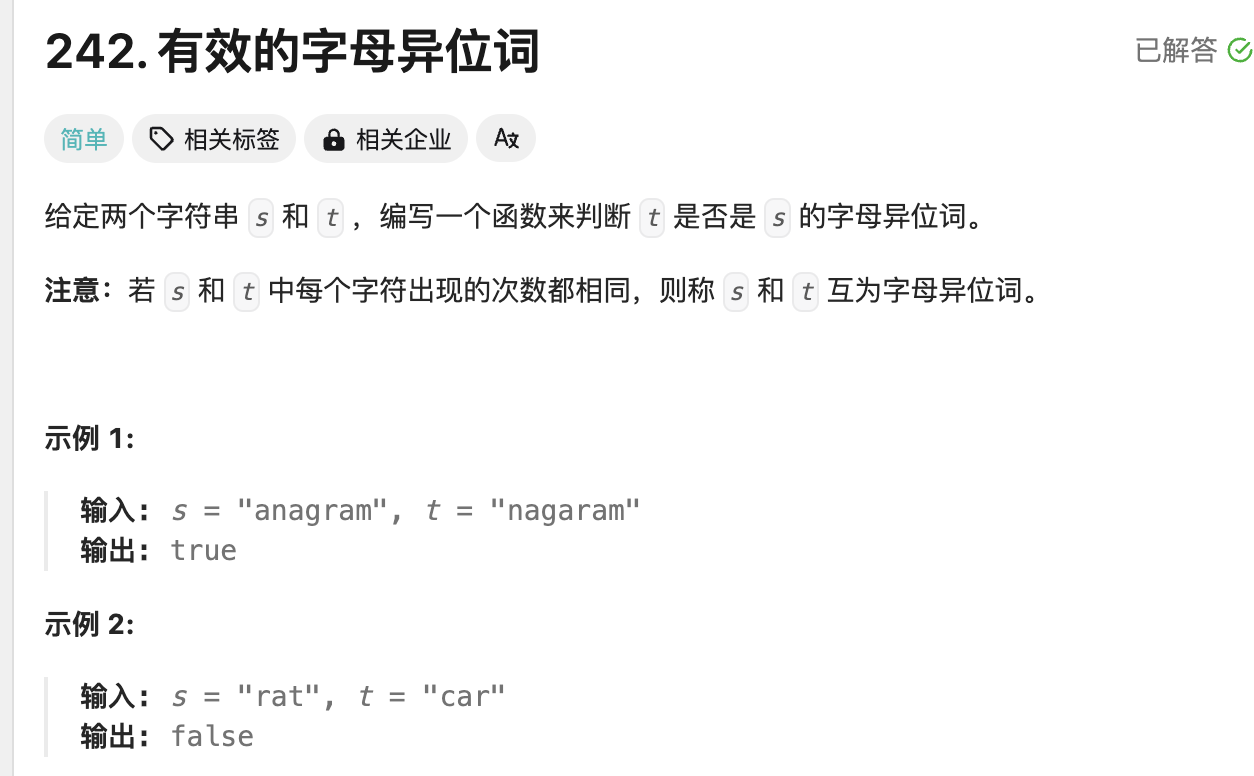 242. 有效的字母异位词
已解答
简单 相关标签 相关企业 A文
给定两个字符串 s 和 t ，编写一个函数来判断 t 是否是 s 的字母异位词。
注意：若 s 和 t 中每个字符出现的次数都相同，则称 s 和 t 互为字母异位词。
示例 1:
输入: s = "anagram", t = "nagaram"
输出: true
示例 2:
输入: s = "rat", t = "car"
输出: false